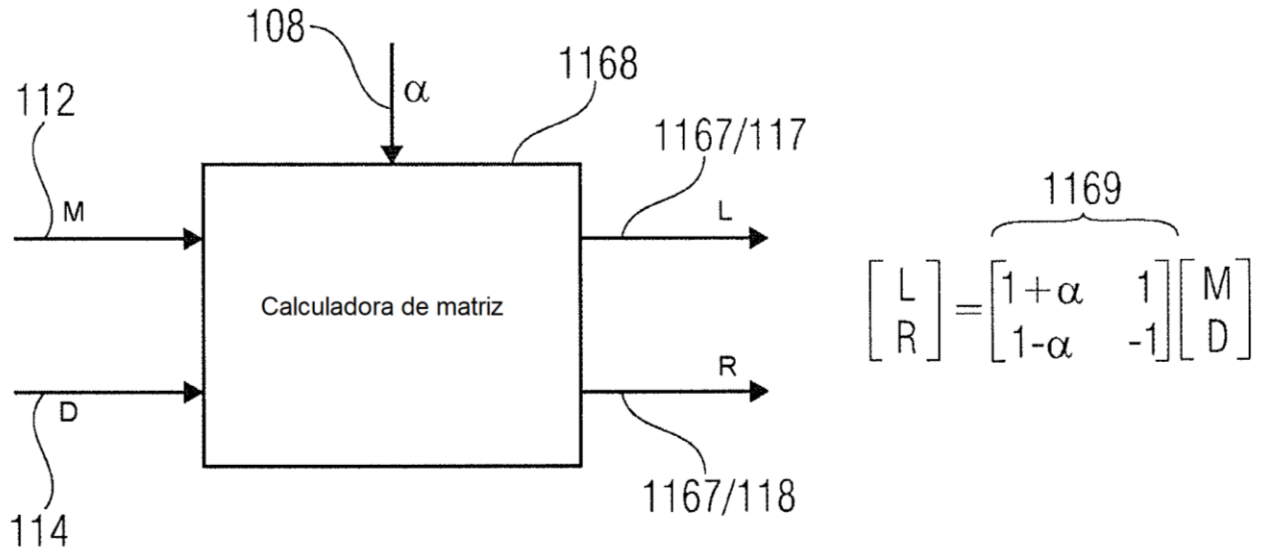 108
α
1168
112
1167/117
M
L
1169
[ L ] = [ 1+α 1 ] [ M ]
[ R ] [ 1-α -1 ] [ D ]
Calculadora de matriz
D
R
114
1167/118